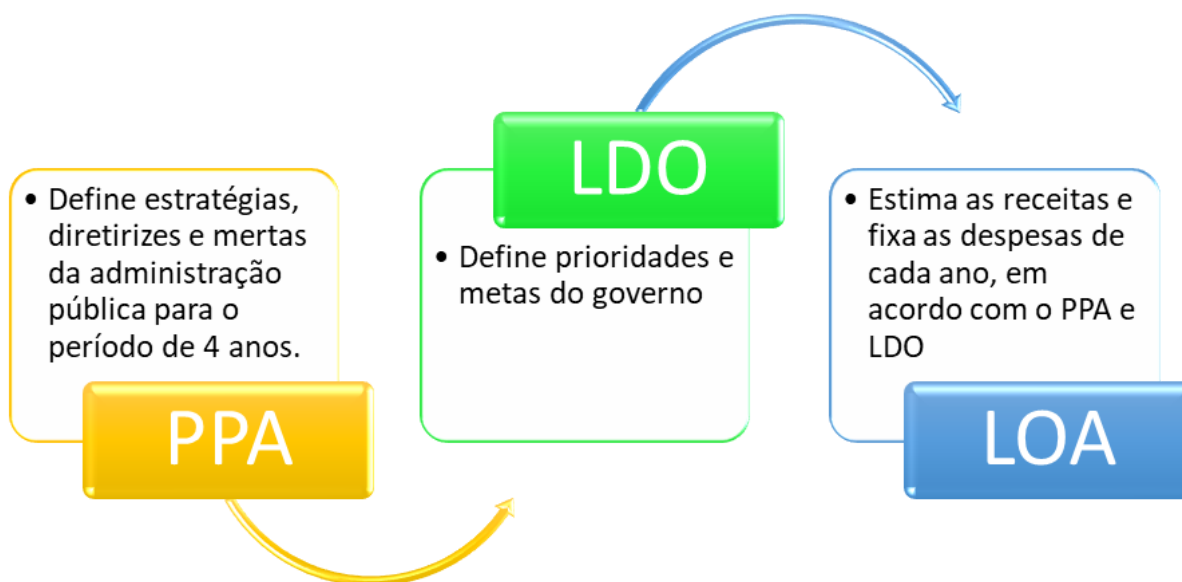 • Define estratégias,
diretirizes e mertas
da administração
pública para o
período de 4 anos.
PPA
LDO
• Define prioridades e
metas do governo
• Estima as receitas e
fixa as despesas de
cada ano, em
acordo com o PPA e
LDO
LOA